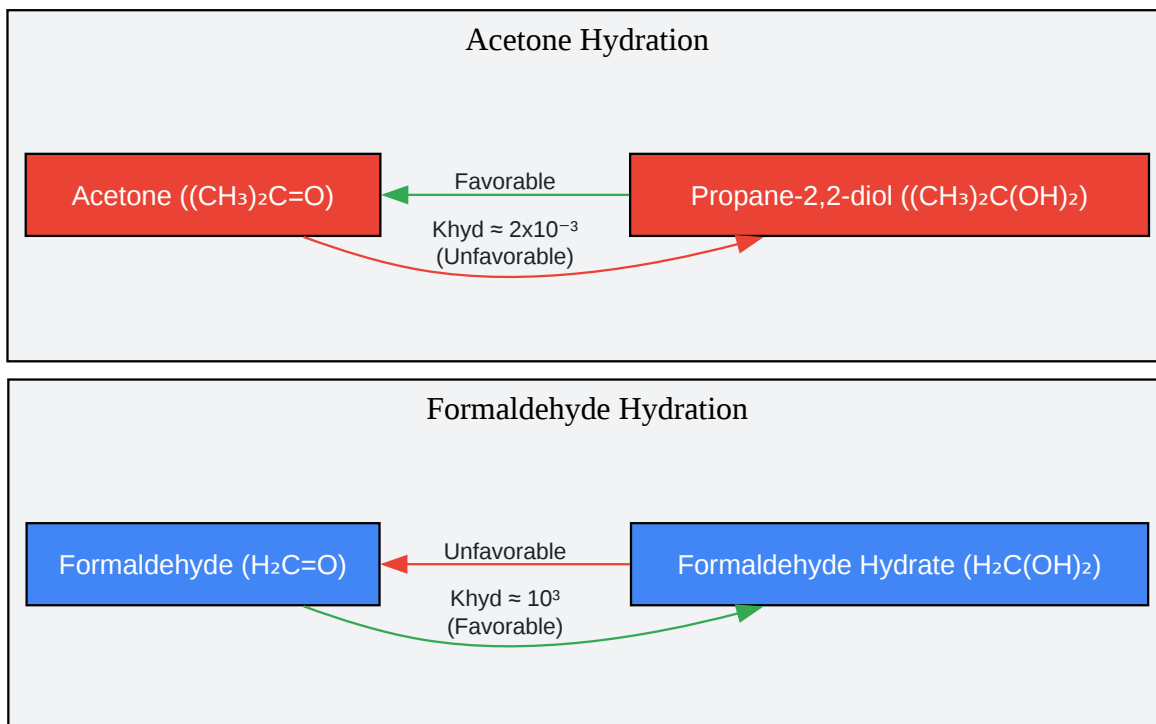 Acetone Hydration
Acetone ((CH₃)₂C=O)
Favorable
Propane-2,2-diol ((CH₃)₂C(OH)₂)
Khyd ≈ 2x10⁻³
(Unfavorable)
Formaldehyde Hydration
Formaldehyde (H₂C=O)
Unfavorable
Formaldehyde Hydrate (H₂C(OH)₂)
Khyd ≈ 10³
(Favorable)